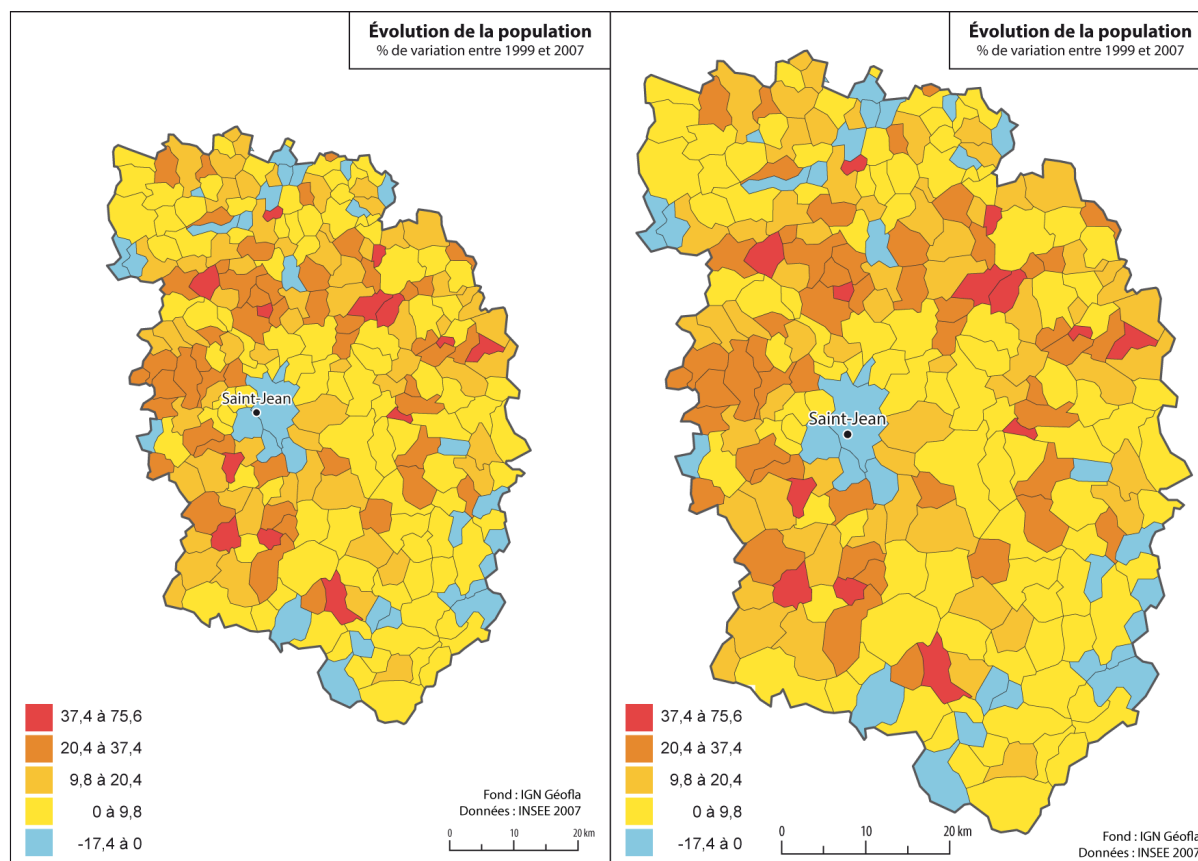 Évolution de la population
% de variation entre 1999 et 2007
Saint-Jean
37,4 à 75,6
20,4 à 37,4
9,8 à 20,4
0 à 9,8
-17,4 à 0
Fond : IGN Géofla
Données : INSEE 2007
0 10 20 km
Évolution de la population
% de variation entre 1999 et 2007
Saint-Jean
37,4 à 75,6
20,4 à 37,4
9,8 à 20,4
0 à 9,8
-17,4 à 0
0 10 20 km
Fond : IGN Géofla
Données : INSEE 2007